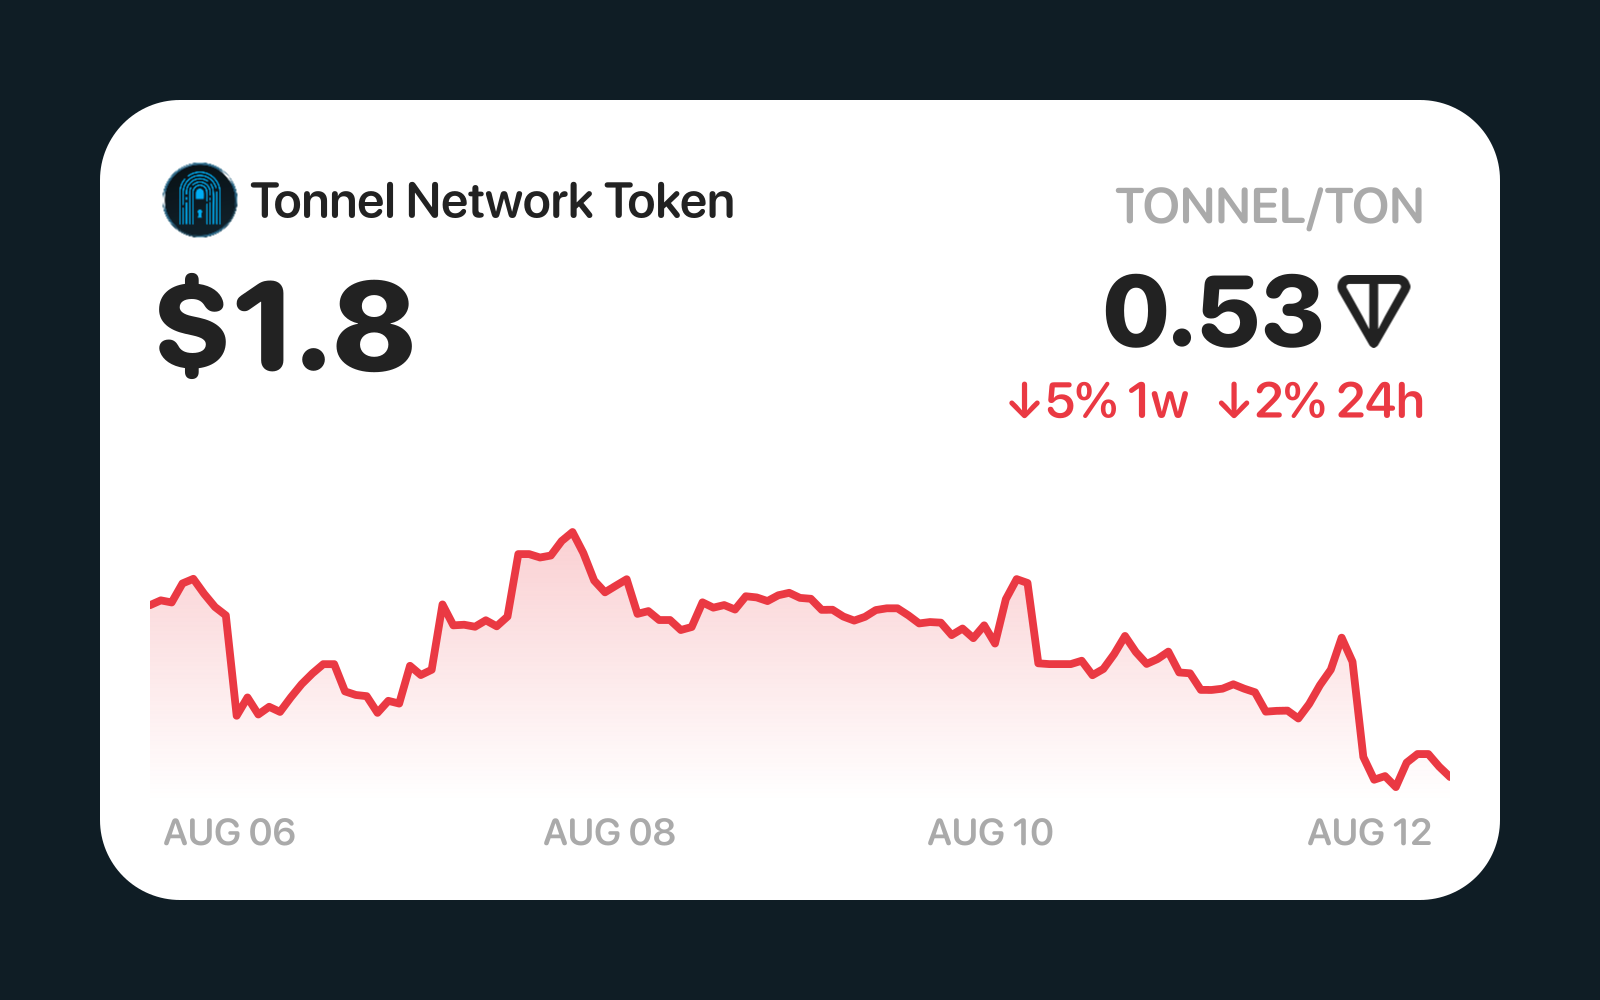 Tonnel Network Token
TONNEL/TON
$1.8
0.53
↓5% 1w ↓2% 24h
AUG 06
AUG 08
AUG 10
AUG 12